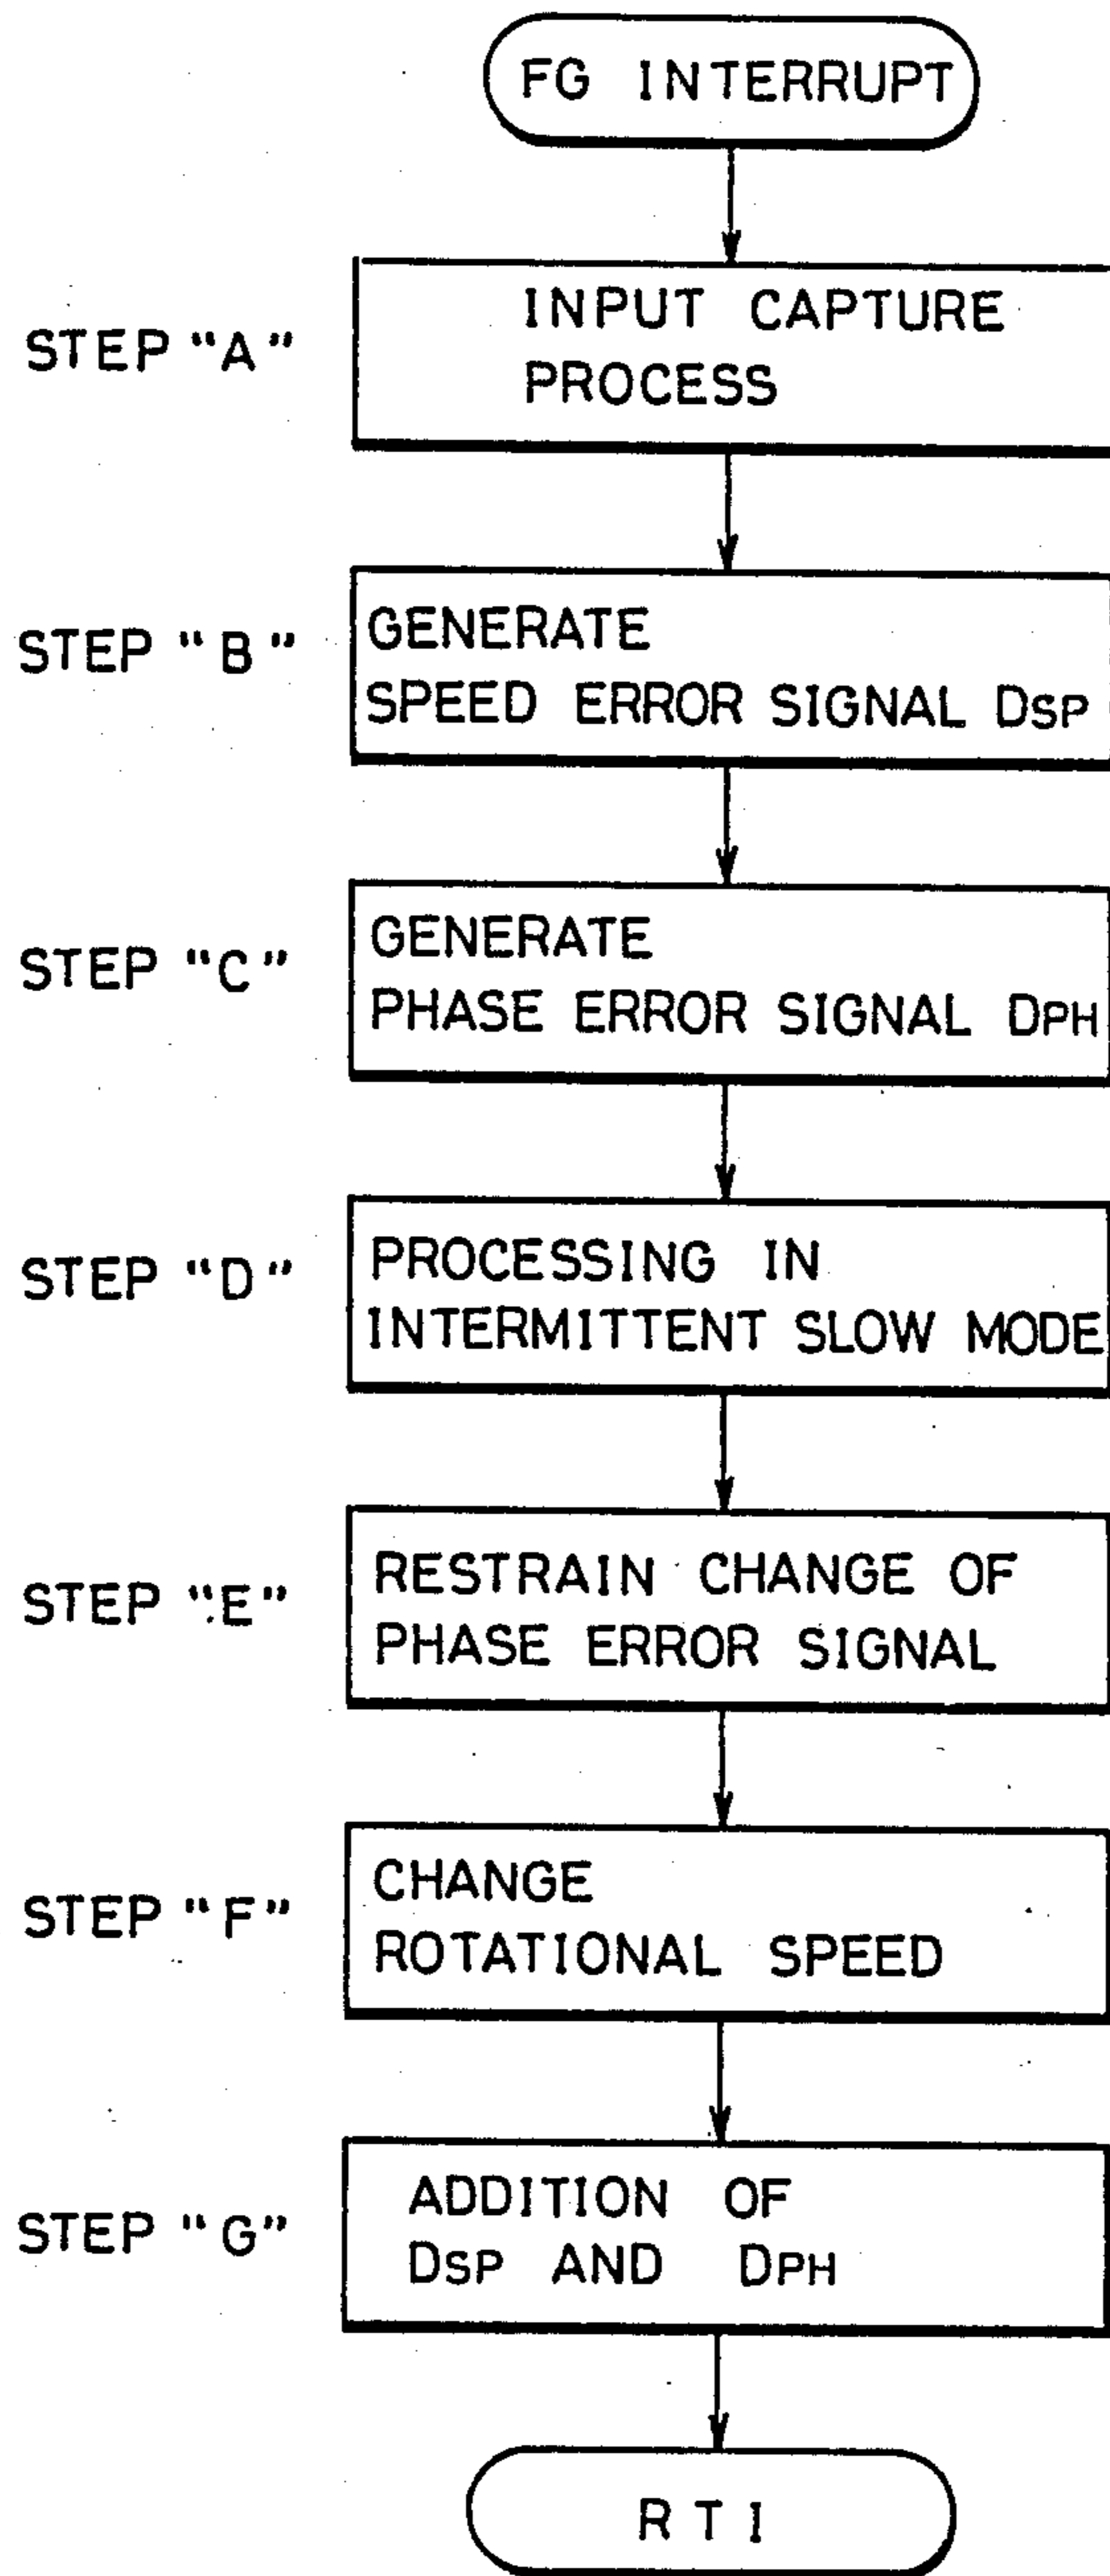 FG INTERRUPT
STEP "A"
INPUT CAPTURE
PROCESS
STEP "B"
GENERATE
SPEED ERROR SIGNAL DSP
STEP "C"
GENERATE
PHASE ERROR SIGNAL DPH
STEP "D"
PROCESSING IN
INTERMITTENT SLOW MODE
STEP "E"
RESTRAIN CHANGE OF
PHASE ERROR SIGNAL
STEP "F"
CHANGE
ROTATIONAL SPEED
STEP "G"
ADDITION OF
DSP AND DPH
RTI